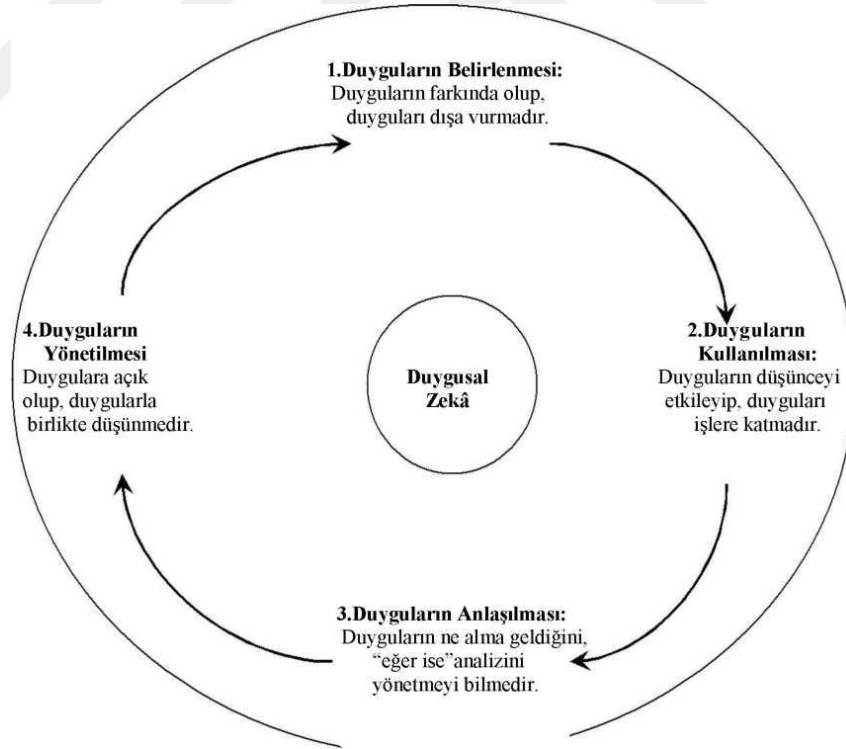 1.Duyguların Belirlenmesi:
Duyguların farkında olup,
duyguları dışa vurmadır.
2.Duyguların
Kullanılması:
Duyguların düşünceyi
etkileyip, duyguları
işlere katmadır.
3.Duyguların Anlaşılması:
Duyguların ne alma geldiğini,
“eğer ise”analizini
yönetmeyi bilmedir.
4.Duyguların
Yönetilmesi
Duygulara açık
olup, duygularla
birlikte düşünmedir.
Duygusal
Zekâ